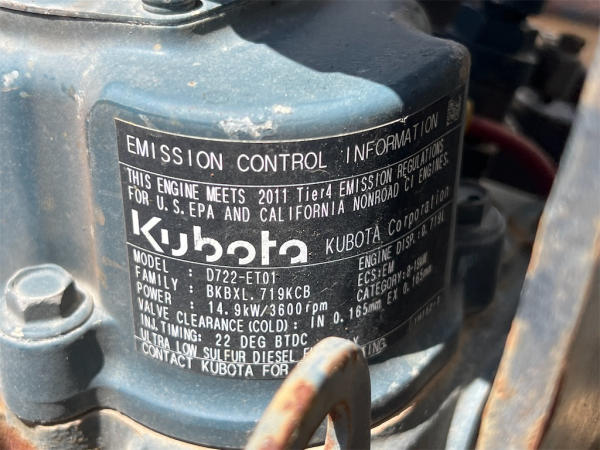 EMISSION CONTROL INFORMATION
THIS ENGINE MEETS 2011 Tier4 EMISSION REGULATIONS
FOR U.S.EPA AND CALIFORNIA NONROAD CI ENGINES.
Kubota KUBOTA Corporation
MODEL : D722-ET01 ENGINE DISP.:0.719L
FAMILY : BKBXL.719KCB ECS:EM
POWER : 14.9kW/3600rpm CATEGORY:8-19kW
VALVE CLEARANCE(COLD): IN 0.165mm EX 0.165mm
INJ.TIMING: 22 DEG BTDC
ULTRA LOW SULFUR DIESEL
CONTACT KUBOTA FOR